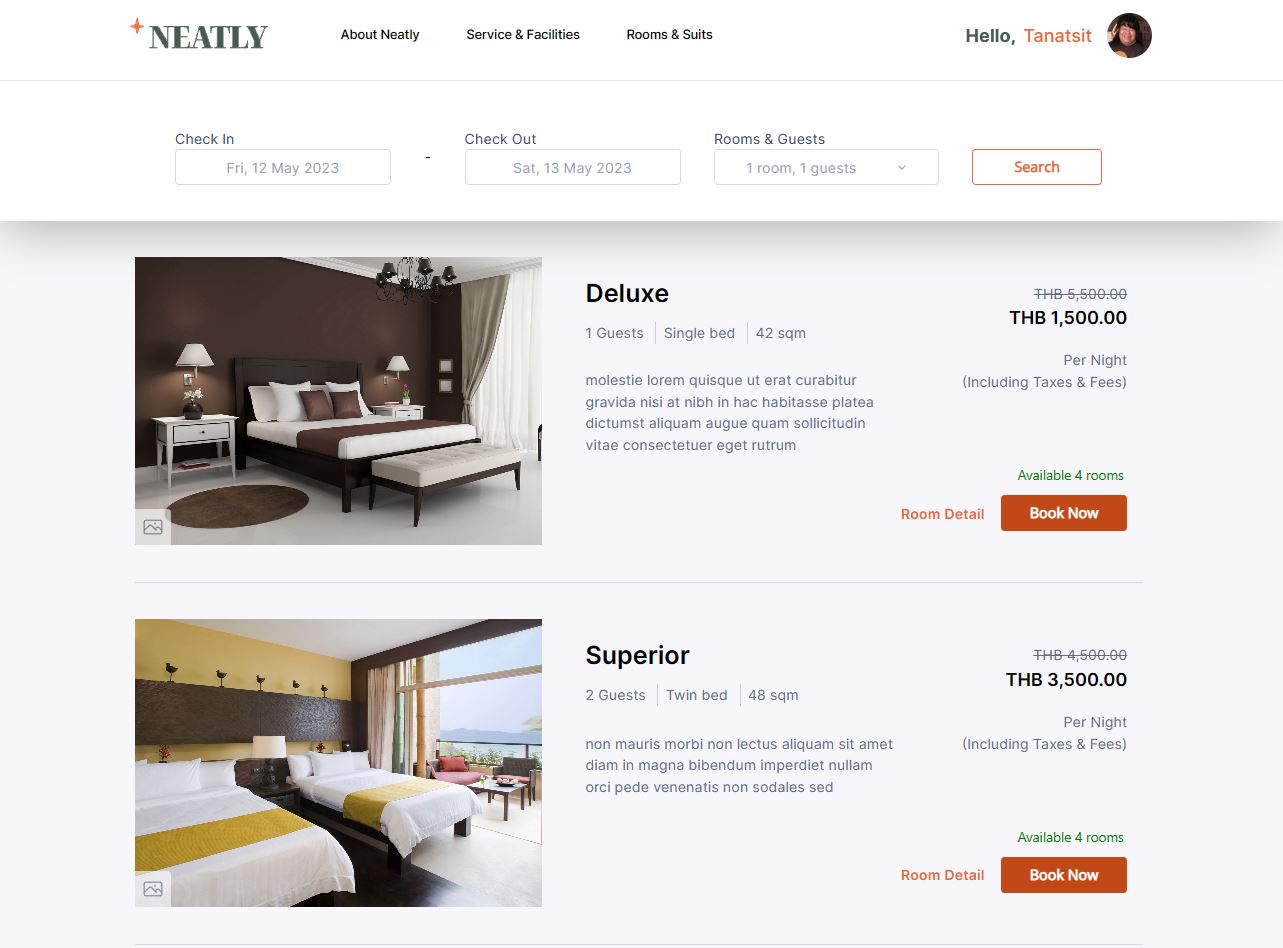 NEATLY
About Neatly
Service & Facilities
Rooms & Suits
Hello, Tanatsit
Check In
Fri, 12 May 2023
-
Check Out
Sat, 13 May 2023
Rooms & Guests
1 room, 1 guests
Search
Deluxe
1 Guests
Single bed
42 sqm
molestie lorem quisque ut erat curabitur
gravida nisi at nibh in hac habitasse platea
dictumst aliquam augue quam sollicitudin
vitae consectetuer eget rutrum
THB 5,500.00
THB 1,500.00
Per Night
(Including Taxes & Fees)
Available 4 rooms
Room Detail
Book Now
Superior
2 Guests
Twin bed
48 sqm
non mauris morbi non lectus aliquam sit amet
diam in magna bibendum imperdiet nullam
orci pede venenatis non sodales sed
THB 4,500.00
THB 3,500.00
Per Night
(Including Taxes & Fees)
Available 4 rooms
Room Detail
Book Now